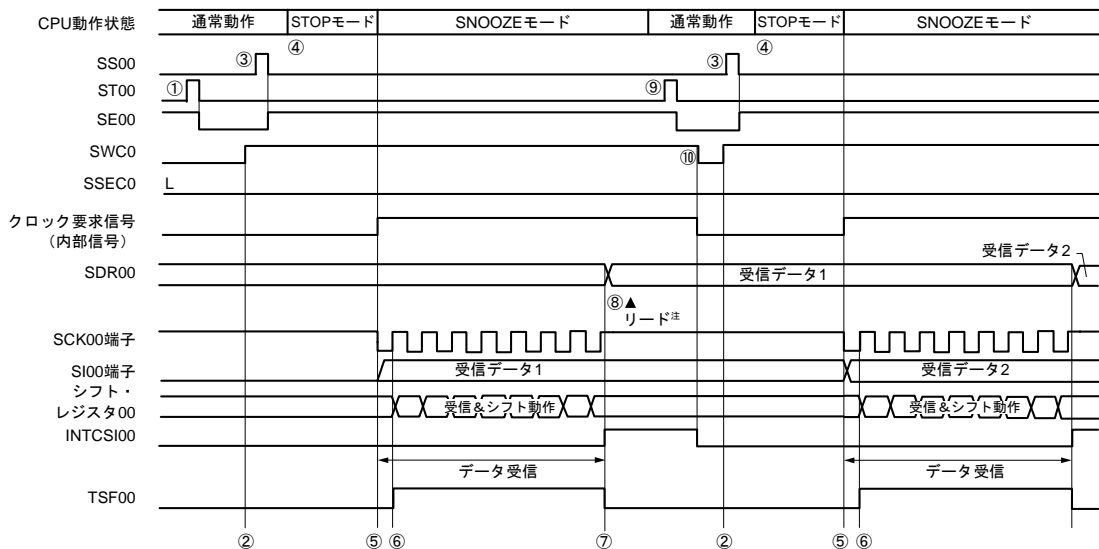 CPU動作状態 通常動作 STOPモード SNOOZEモード 通常動作 STOPモード SNOOZEモード
③ ④ ③ ④
SS00
① ⑨
ST00
SE00
SWC0 ⑩
SSEC0 L
クロック要求信号
（内部信号）
受信データ2
SDR00 受信データ1
⑧▲
リード注
SCK00端子
SI00端子 受信データ1 受信データ2
シフト・
レジスタ00 受信＆シフト動作 受信＆シフト動作
INTCSI00
データ受信 データ受信
TSF00
② ⑤ ⑥ ⑦ ② ⑤ ⑥